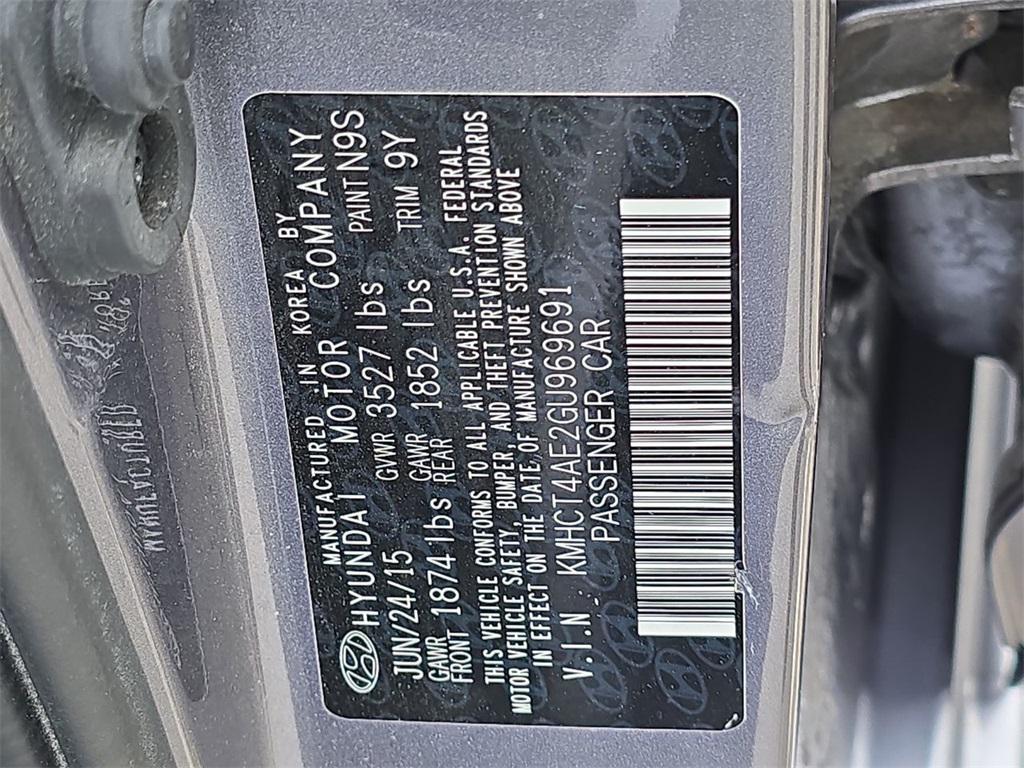 MANUFACTURED IN KOREA BY
HYUNDAI MOTOR COMPANY
JUN/24/15 GVWR 3527 lbs PAINT N9S
GAWR FRONT 1874 lbs GAWR REAR 1852 lbs TRIM 9Y
THIS VEHICLE CONFORMS TO ALL APPLICABLE U.S.A. FEDERAL
MOTOR VEHICLE SAFETY, BUMPER, AND THEFT PREVENTION STANDARDS
IN EFFECT ON THE DATE OF MANUFACTURE SHOWN ABOVE
V.I.N KMHCT4AE2GU969691
PASSENGER CAR